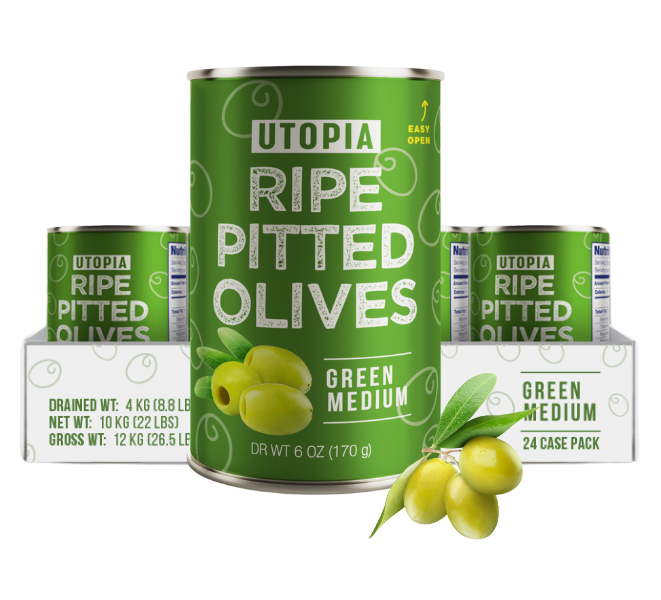 UTOPIA
RIPE
PITTED
OLIVES
GREEN
MEDIUM
DR WT 6 OZ (170 g)
EASY
OPEN
UTOPIA
RIPE
PITTED
OLIVES
DRAINED WT: 4 KG (8.8 LB
NET WT: 10 KG (22 LBS)
GROSS WT: 12 KG (26.5 LB
UTOPIA
RIPE
PITTED
OLIVES
GREEN
MEDIUM
24 CASE PACK